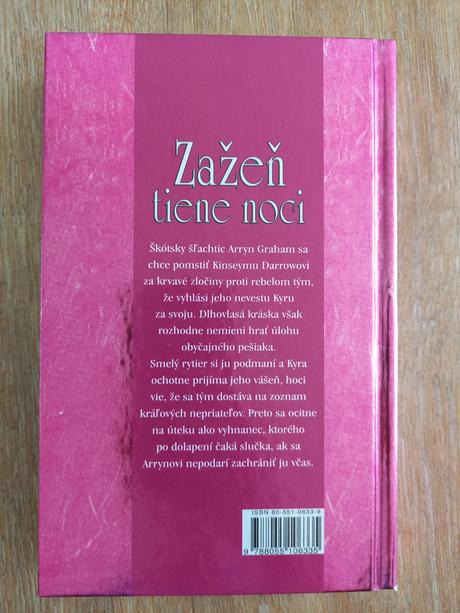 Zažeň
tiene noci
Škótsky šľachtic Arryn Graham sa
chce pomstiť Kinseymu Darrowovi
za krvavé zločiny proti rebelom tým,
že vyhlási jeho nevestu Kyru
za svoju. Dlhovlasá kráska však
rozhodne nemieni hrať úlohu
obyčajného pešiaka.
Smelý rytier si ju podmaní a Kyra
ochotne prijíma jeho vášeň, hoci
vie, že sa tým dostáva na zoznam
kráľových nepriateľov. Preto sa ocitne
na úteku ako vyhnanec, ktorého
po dolapení čaká slučka, ak sa
Arrynovi nepodarí zachrániť ju včas.
ISBN 80-551-0633-9
9 788055 106335